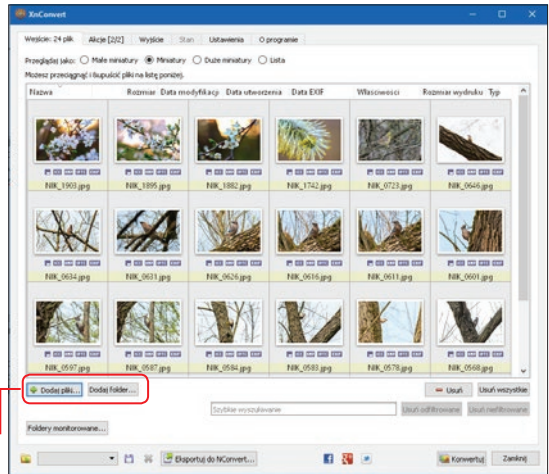 XnConvert
Wejście: 24 plik Akcje [2/2] Wyjście Stan Ustawienia O programie
Przeglądaj jako: Małe miniatury Miniatury Duże miniatury Lista
Możesz przeciągnąć i upuścić pliki na listę poniżej.
Nazwa Rozmiar Data modyfikacji Data utworzenia Data EXIF Właściwości Rozmiar wydruku Typ
NIK_1903.jpg NIK_1895.jpg NIK_1882.jpg NIK_1742.jpg NIK_0723.jpg NIK_0646.jpg
NIK_0634.jpg NIK_0631.jpg NIK_0626.jpg NIK_0616.jpg NIK_0611.jpg NIK_0601.jpg
NIK_0597.jpg NIK_0587.jpg NIK_0584.jpg NIK_0583.jpg NIK_0578.jpg NIK_0568.jpg
Dodaj pliki... Dodaj folder... Usuń Usuń wszystkie
Szybkie wyszukiwanie Usuń odfiltrowane Usuń niefiltrowane
Foldery monitorowane...
Eksportuj do NConvert... Konwertuj Zamknij